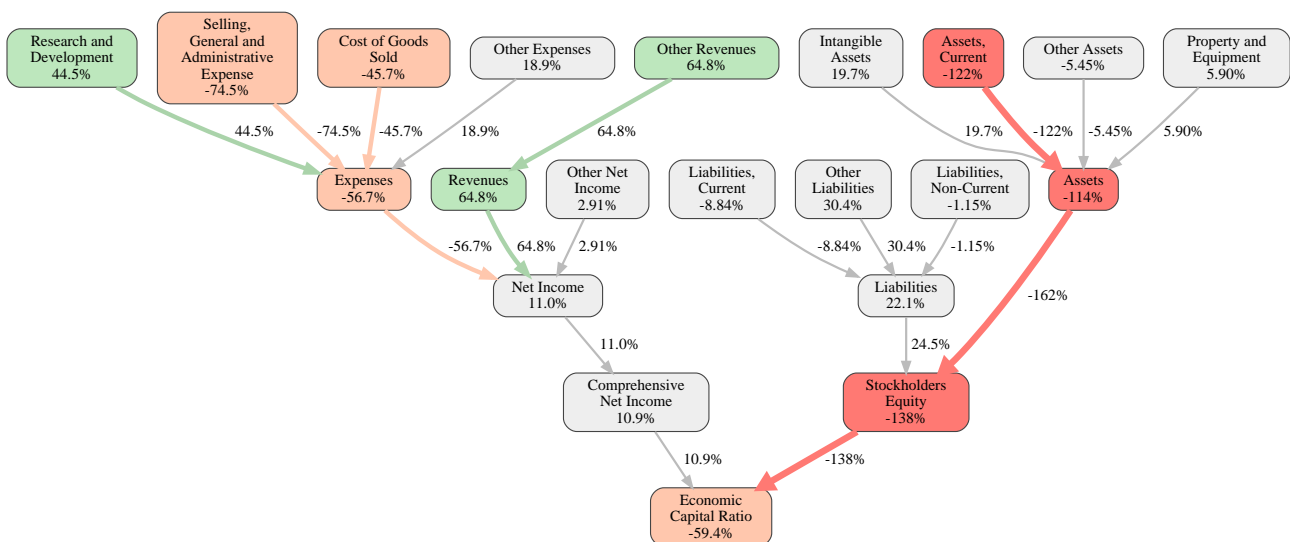 Research and
Development
44.5%
Selling,
General and
Administrative
Expense
-74.5%
Cost of Goods
Sold
-45.7%
Other Expenses
18.9%
Other Revenues
64.8%
Intangible
Assets
19.7%
Assets,
Current
-122%
Other Assets
-5.45%
Property and
Equipment
5.90%
44.5%
-74.5%
-45.7%
18.9%
64.8%
19.7%
-122%
-5.45%
5.90%
Expenses
-56.7%
Revenues
64.8%
Other Net
Income
2.91%
Liabilities,
Current
-8.84%
Other
Liabilities
30.4%
Liabilities,
Non-Current
-1.15%
Assets
-114%
-56.7%
64.8%
2.91%
-8.84%
30.4%
-1.15%
Net Income
11.0%
Liabilities
22.1%
-162%
11.0%
24.5%
Comprehensive
Net Income
10.9%
Stockholders
Equity
-138%
10.9%
-138%
Economic
Capital Ratio
-59.4%